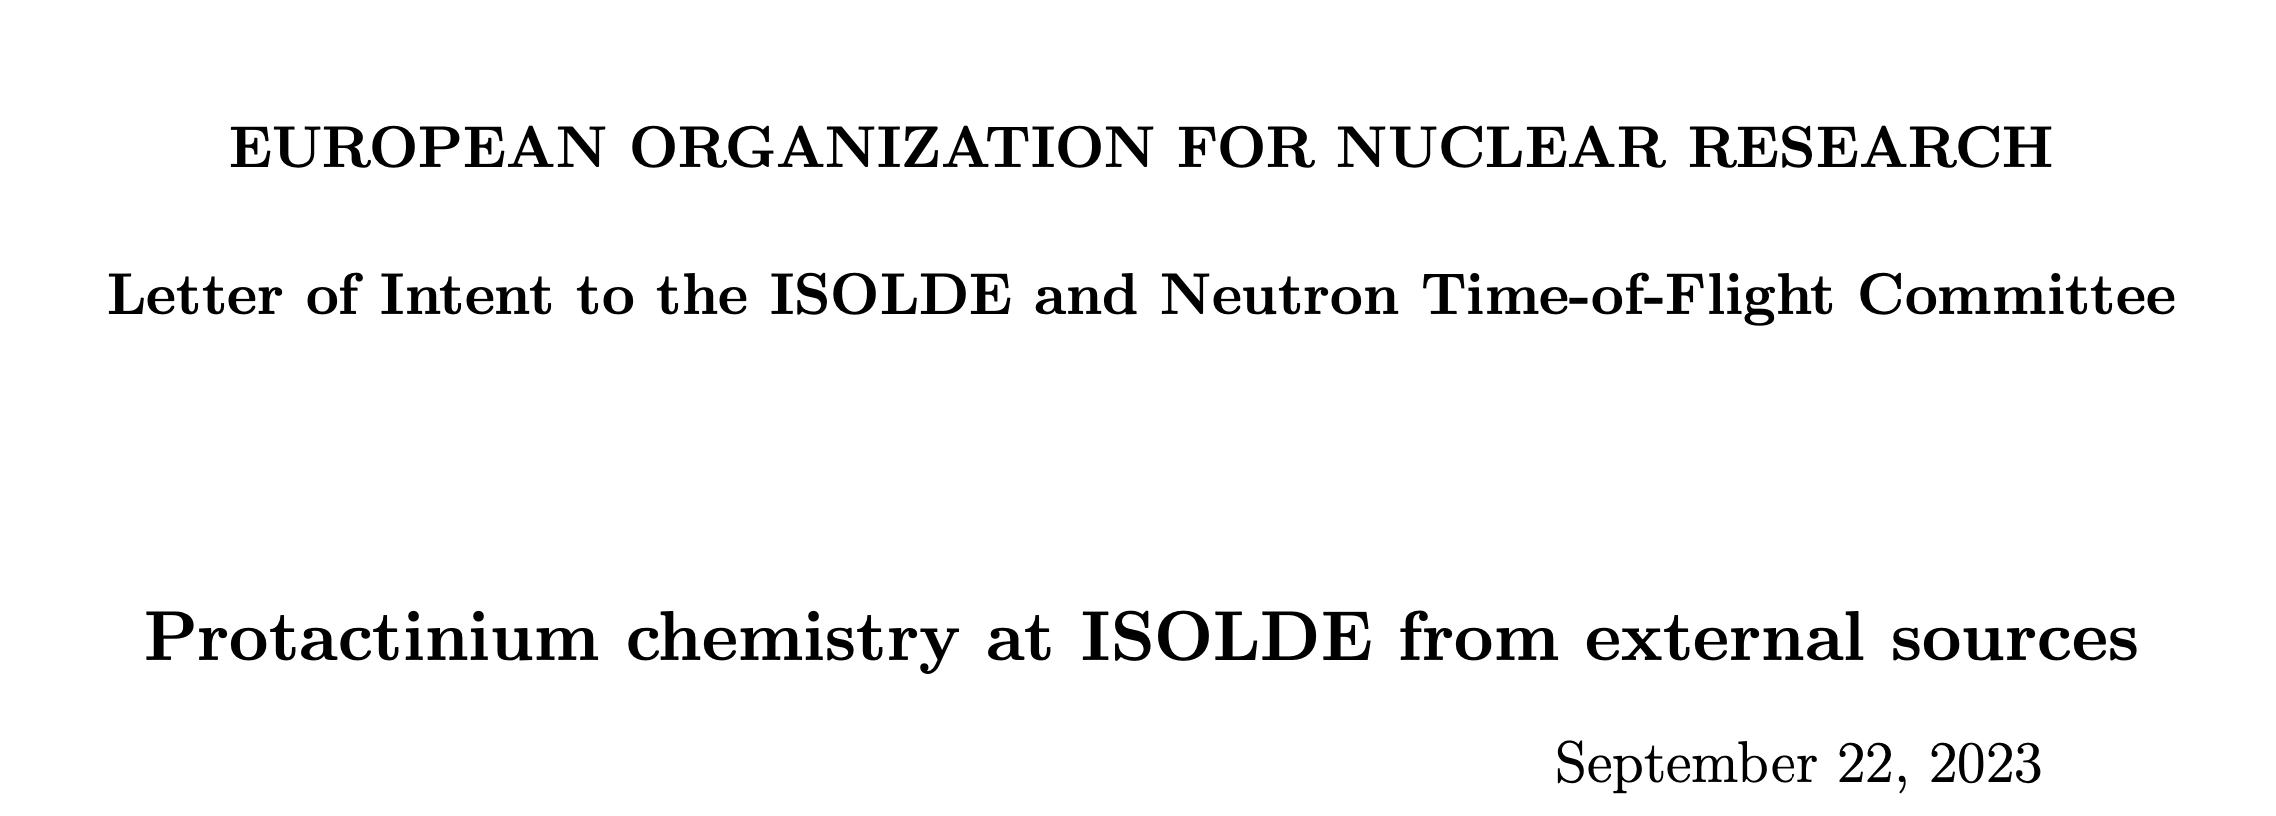 EUROPEAN ORGANIZATION FOR NUCLEAR RESEARCH
Letter of Intent to the ISOLDE and Neutron Time-of-Flight Committee
Protactinium chemistry at ISOLDE from external sources
September 22, 2023